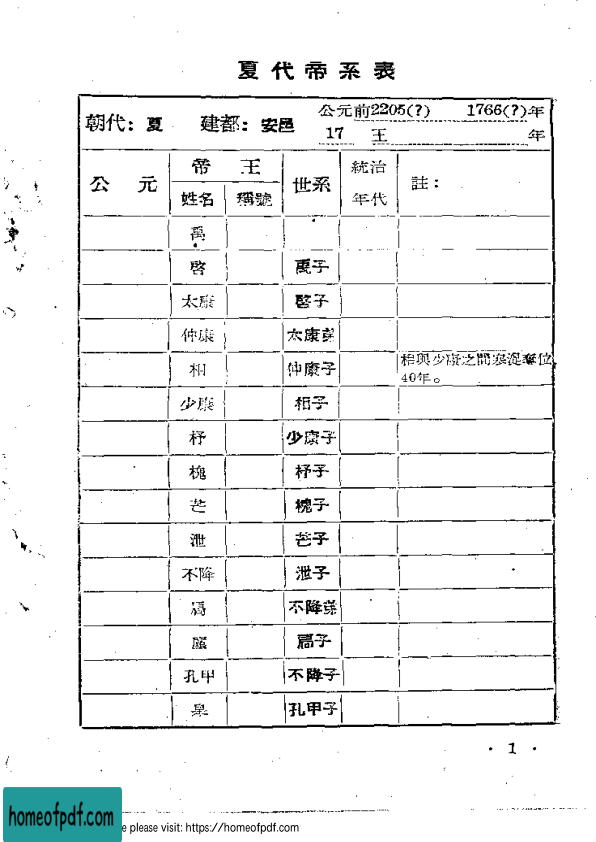 夏代帝系表
朝代：夏 建都：安邑 公元前2205(?) 1766(?)年
17 王 年
公元 帝王 世系 統治年代 註：
姓名 稱號
禹
啓 禹子
太康 啓子
仲康 太康弟
相 仲康子 相與少康之間寒浞奪位
40年。
少康 相子
杼 少康子
槐 杼子
芒 槐子
泄 芒子
不降 泄子
扃 不降弟
廑 扃子
孔甲 不降子
臯 孔甲子
· 1 ·
homeofpdf.com
e please visit: https://homeofpdf.com